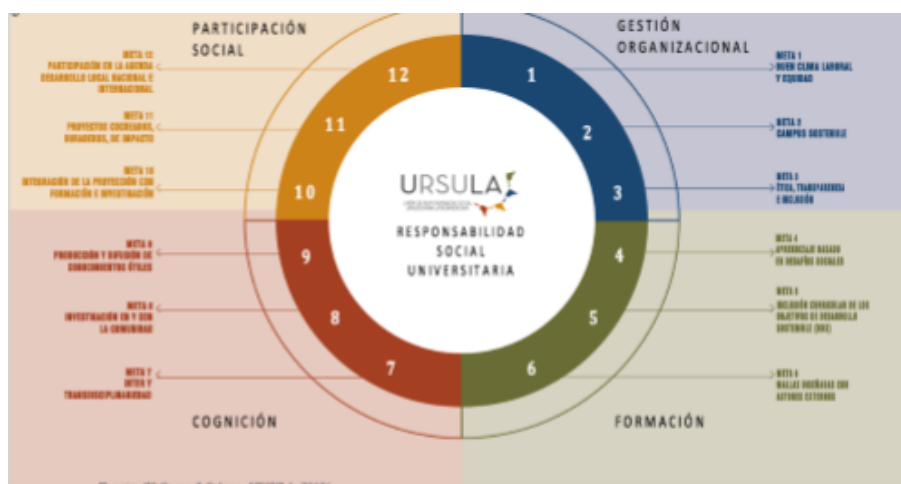 PARTICIPACIÓN
SOCIAL
GESTIÓN
ORGANIZACIONAL
META 12
PARTICIPACIÓN EN LA AGENDA
DESARROLLO LOCAL NACIONAL E
INTERNACIONAL
META 11
PROYECTOS COCREADOS,
DURADEROS, DE IMPACTO
META 10
INTEGRACIÓN DE LA PROYECCIÓN CON
FORMACIÓN E INVESTIGACIÓN
META 9
PRODUCCIÓN Y DIFUSIÓN DE
CONOCIMIENTOS ÚTILES
META 8
INVESTIGACIÓN EN Y CON
LA COMUNIDAD
META 7
INTER Y
TRANSDISCIPLINARIEDAD
12
11
10
9
8
7
1
2
3
4
5
6
URSULA
RESPONSABILIDAD
SOCIAL
UNIVERSITARIA
META 1
BUEN CLIMA LABORAL
Y EQUIDAD
META 2
CAMPUS SOSTENIBLE
META 3
ÉTICA, TRANSPARENCIA
E INCLUSIÓN
META 4
APRENDIZAJE BASADO
EN DESAFÍOS SOCIALES
META 5
INCLUSIÓN CURRICULAR DE LOS
OBJETIVOS DE DESARROLLO
SOSTENIBLE (ODS)
META 6
MALLAS DISEÑADAS CON
ACTORES EXTERNOS
COGNICIÓN
FORMACIÓN